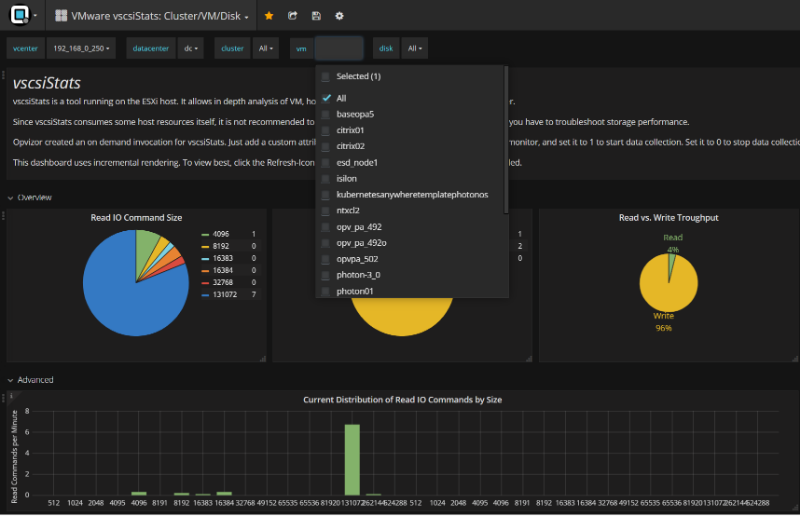 VMware vscsiStats: Cluster/VM/Disk
vcenter 192_168_0_250 datacenter dc cluster All vm disk All
Selected (1)
All
baseopa5
citrix01
citrix02
esd_node1
isilon
kubernetesanywheretemplatephotonos
ntxcl2
opv_pa_492
opv_pa_492o
opvpa_502
photon-3_0
photon01
vscsiStats
vscsiStats is a tool running on the ESXi host. It allows in depth analysis of VM, ho er.
Since vscsiStats consumes some host resources itself, it is not recommended to you have to troubleshoot storage performance.
Opvizor created an on demand invocation for vscsiStats. Just add a custom attri monitor, and set it to 1 to start data collection. Set it to 0 to stop data collectio
This dashboard uses incremental rendering. To view best, click the Refresh-Icon ded.
Overview
Read IO Command Size
4096 1
8192 0
16383 0
16384 0
32768 0
131072 7
1
2
0
Read vs. Write Troughput
Read
4%
Write
96%
Advanced
Current Distribution of Read IO Commands by Size
Read Commands per Minute
8
6
4
2
0
512 1024 2048 4095 4096 8191 8192 16383 16384 32768 49152 65535 65536 81920 131072 262144 524288 512 1024 2048 4095 4096 8191 8192 16383 16384 32768 49152 65535 65536 81920 131072 262144 524288